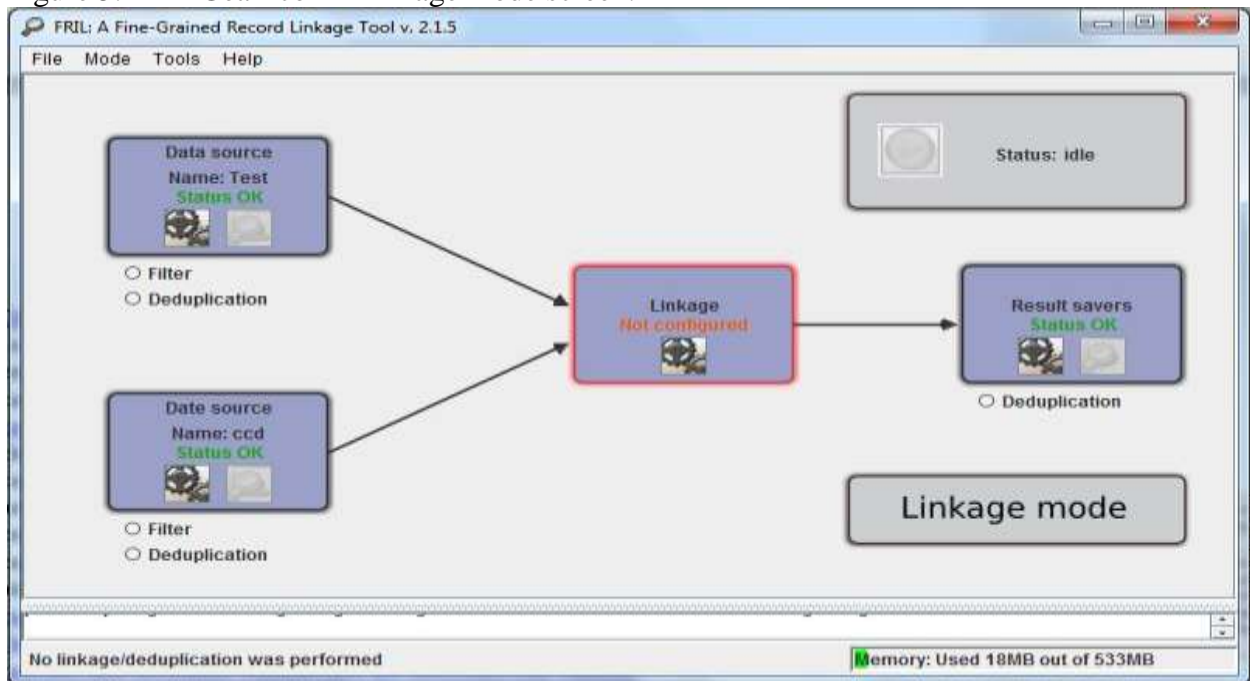 FRIL: A Fine-Grained Record Linkage Tool v. 2.1.5
File Mode Tools Help
Data source
Name: Test
Status OK
Filter
Deduplication
Date source
Name: ccd
Status OK
Filter
Deduplication
Linkage
Not configured
Status: idle
Result savers
Status OK
Deduplication
Linkage mode
No linkage/deduplication was performed
Memory: Used 18MB out of 533MB